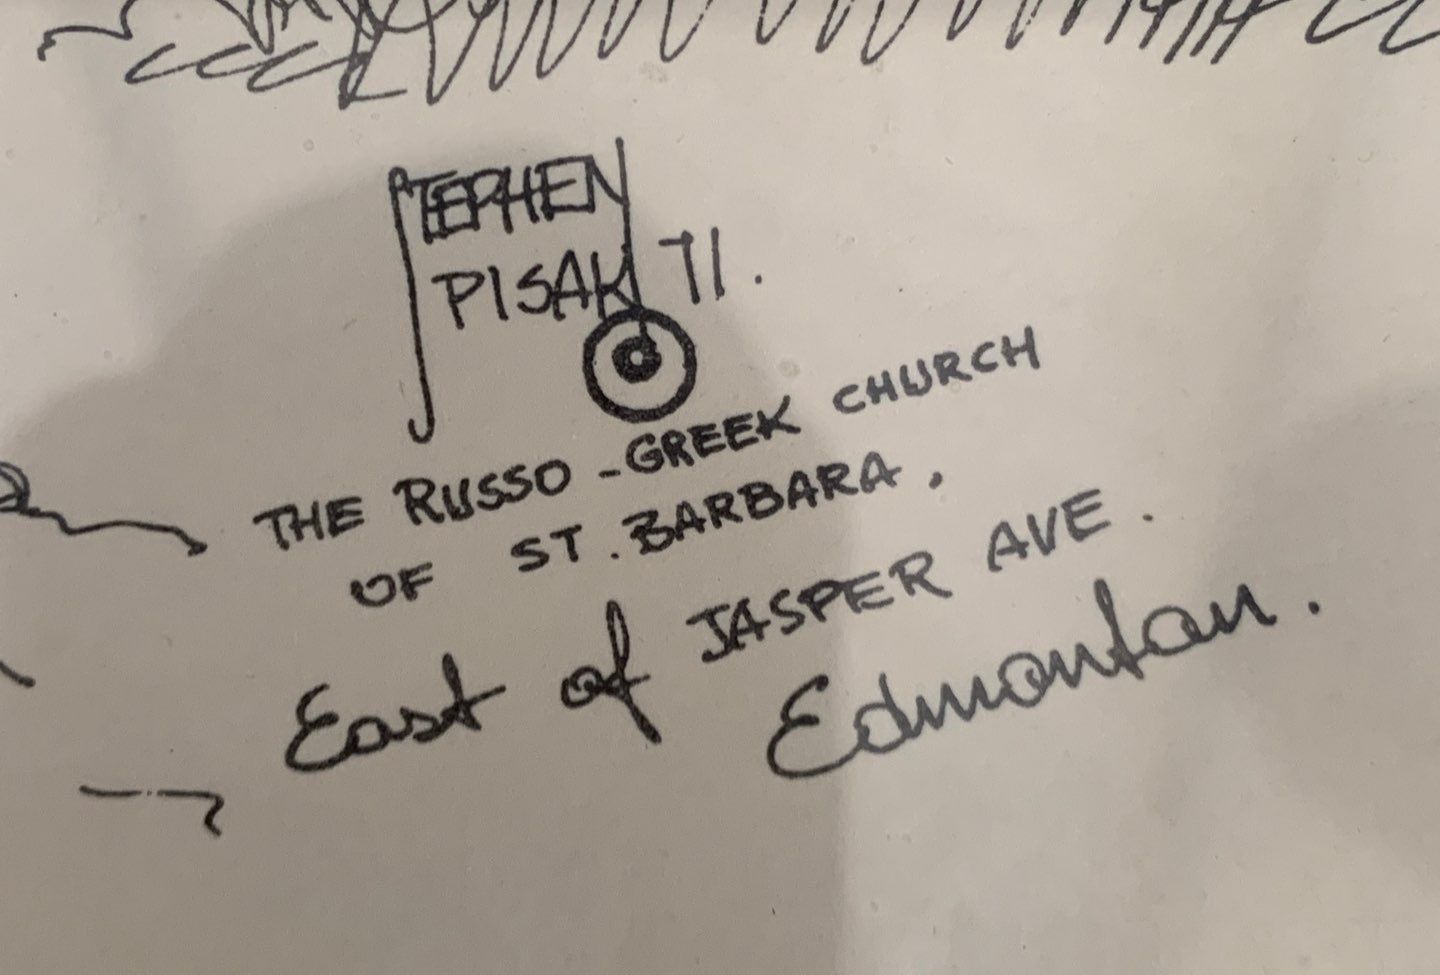 STEPHEN
PISAK 71.
THE RUSSO-GREEK CHURCH
OF ST. BARBARA.
East of JASPER AVE.
Edmonton.